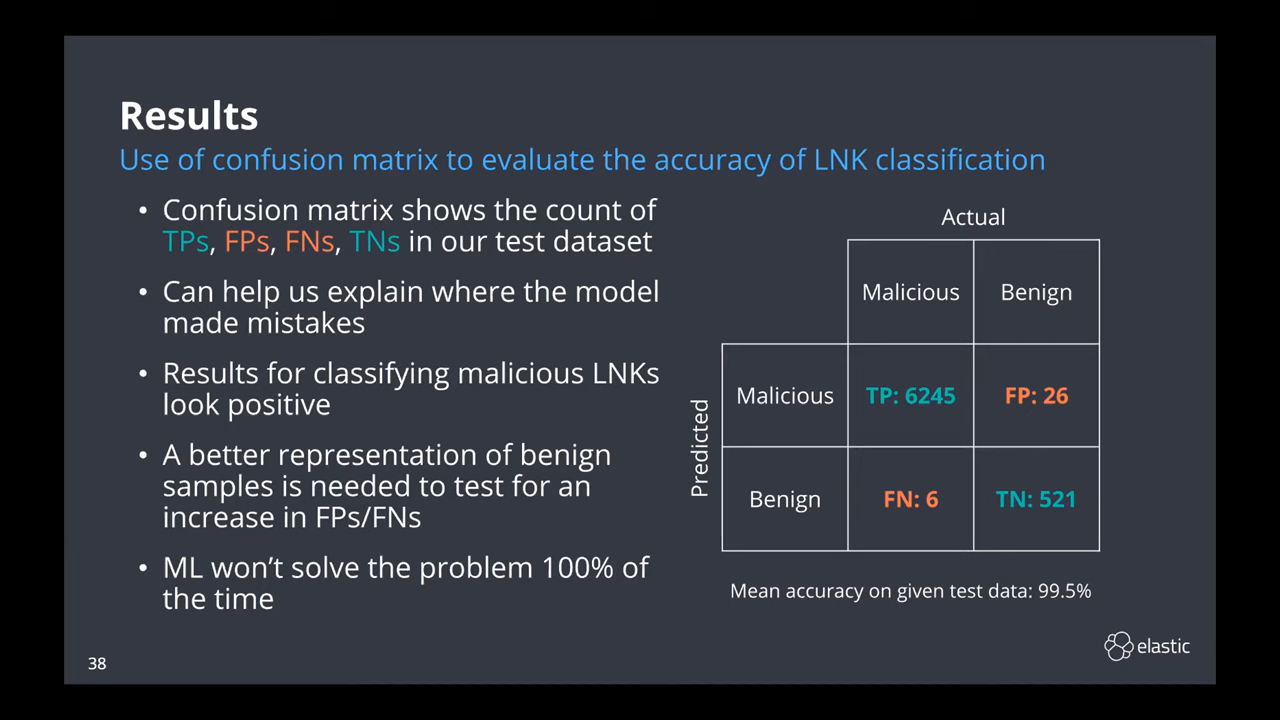 Results
Use of confusion matrix to evaluate the accuracy of LNK classification
• Confusion matrix shows the count of
TPs, FPs, FNs, TNs in our test dataset
• Can help us explain where the model
made mistakes
• Results for classifying malicious LNKs
look positive
• A better representation of benign
samples is needed to test for an
increase in FPs/FNs
• ML won't solve the problem 100% of
the time
Actual
Malicious Benign
Predicted
Malicious TP: 6245 FP: 26
Benign FN: 6 TN: 521
Mean accuracy on given test data: 99.5%
38
elastic